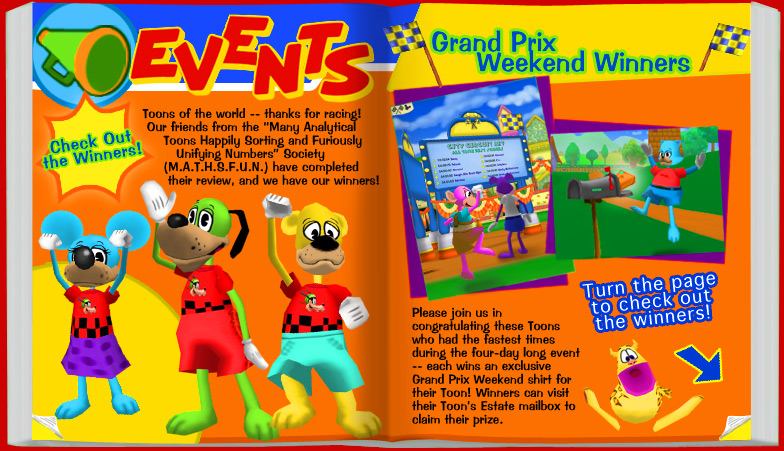 EVENTS
Check Out
the Winners!
Toons of the world -- thanks for racing!
Our friends from the "Many Analytical
Toons Happily Sorting and Furiously
Unifying Numbers" Society
(M.A.T.H.S.F.U.N.) have completed
their review, and we have our winners!
Grand Prix
Weekend Winners
CITY CIRCUIT REV
Please join us in
congratulating these Toons
who had the fastest times
during the four-day long event
-- each wins an exclusive
Grand Prix Weekend shirt for
their Toon! Winners can visit
their Toon's Estate mailbox to
claim their prize.
Turn the page
to check out
the winners!